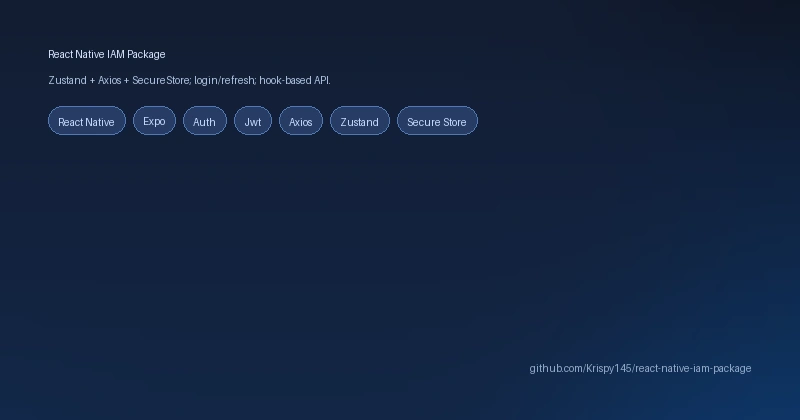 React Native IAM Package
Zustand + Axios + SecureStore; login/refresh; hook-based API.
React Native Expo Auth Jwt Axios Zustand Secure Store
github.com/Krispy145/react-native-iam-package